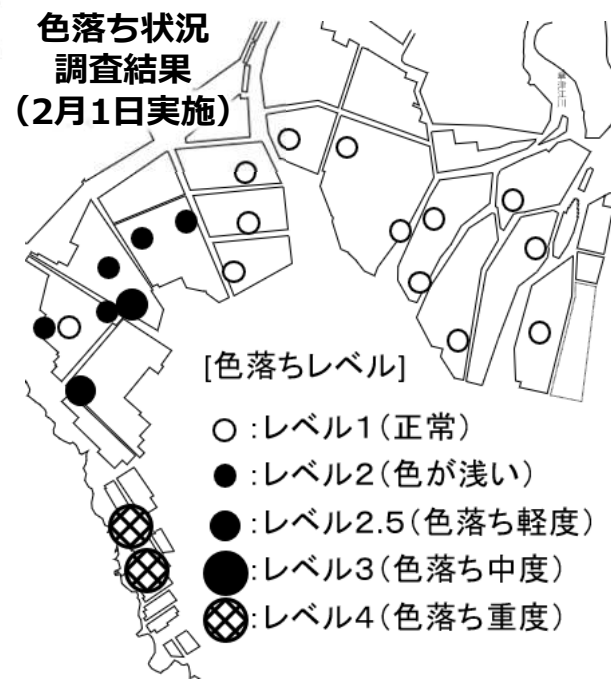 色落ち状況
調査結果
（2月1日実施）
[色落ちレベル]
:レベル1(正常)
:レベル2(色が浅い)
:レベル2.5(色落ち軽度)
:レベル3(色落ち中度)
:レベル4(色落ち重度)